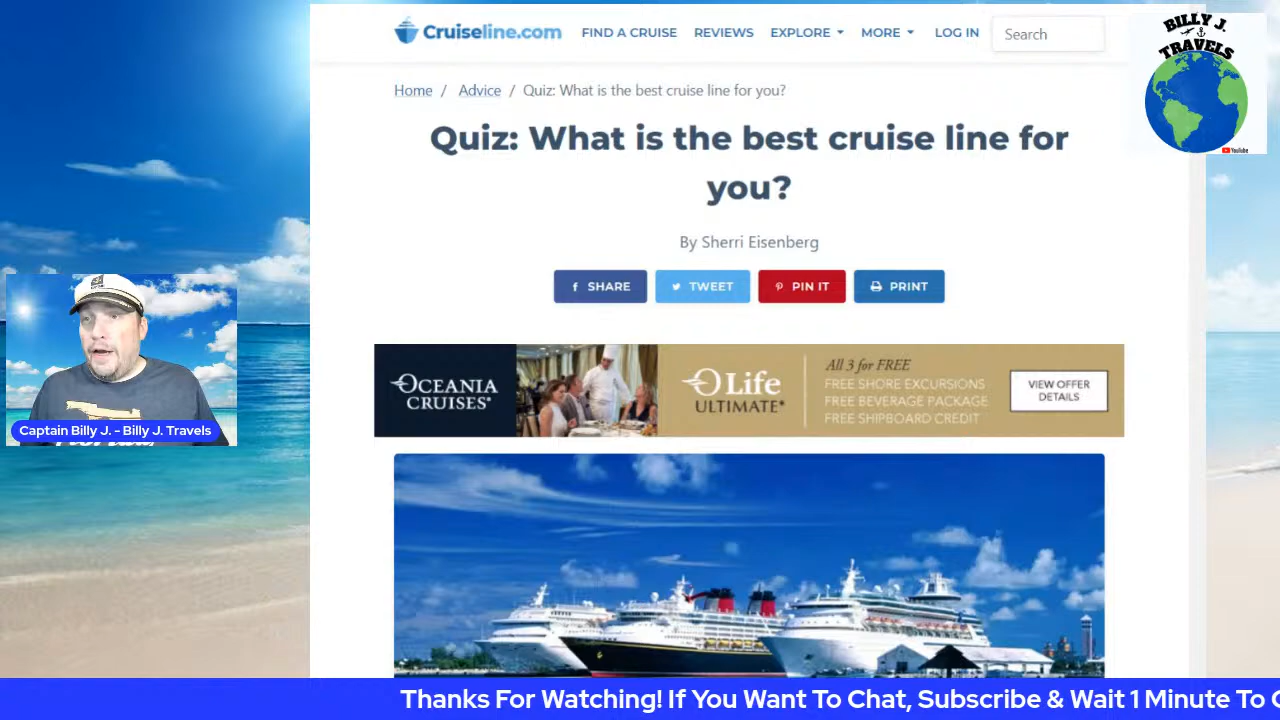 Cruiseline.com FIND A CRUISE REVIEWS EXPLORE MORE LOG IN Search
BILLY J.
TRAVELS
YouTube
Home / Advice / Quiz: What is the best cruise line for you?
Quiz: What is the best cruise line for
you?
By Sherri Eisenberg
SHARE TWEET PIN IT PRINT
OCEANIA
CRUISES®
OLife
ULTIMATE*
All 3 for FREE
FREE SHORE EXCURSIONS
FREE BEVERAGE PACKAGE
FREE SHIPBOARD CREDIT
VIEW OFFER
DETAILS
Captain Billy J. - Billy J. Travels
Thanks For Watching! If You Want To Chat, Subscribe & Wait 1 Minute To